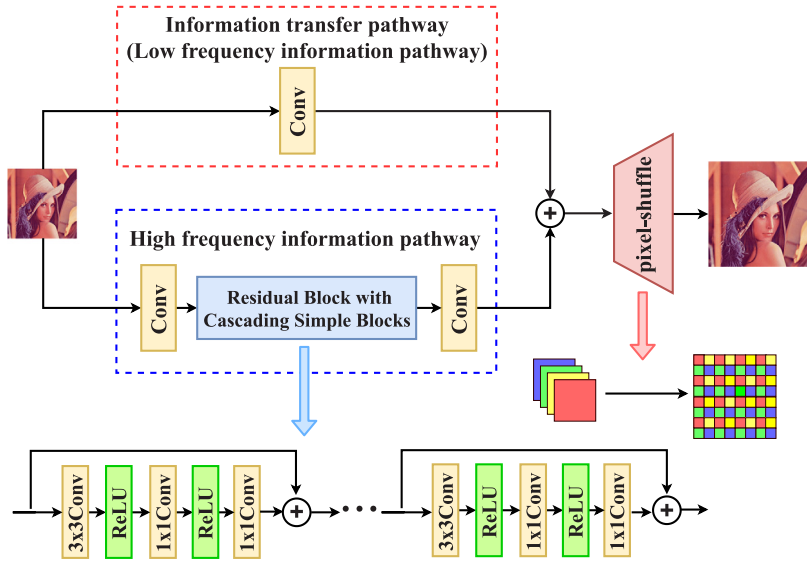 Information transfer pathway
(Low frequency information pathway)
Conv
High frequency information pathway
Conv
Residual Block with
Cascading Simple Blocks
Conv
pixel-shuffle
3x3Conv
ReLU
1x1Conv
ReLU
1x1Conv
3x3Conv
ReLU
1x1Conv
ReLU
1x1Conv